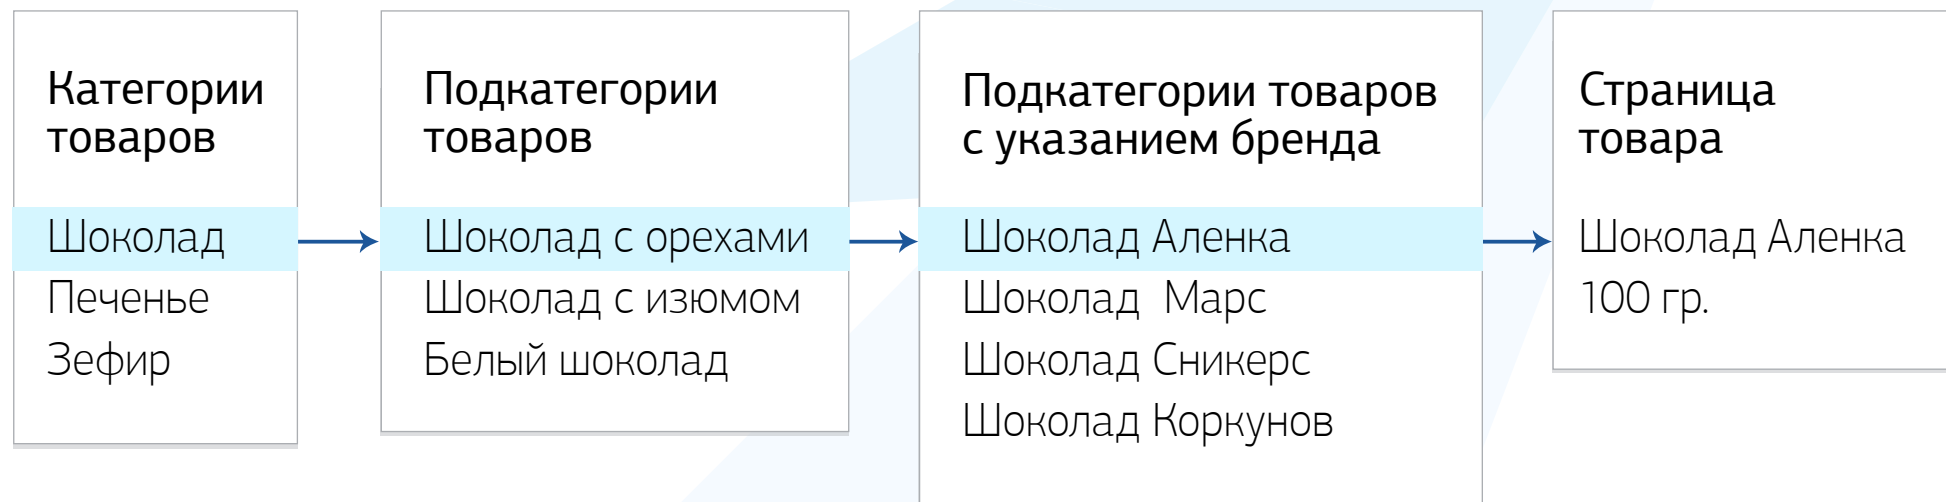 Категории
товаров
Шоколад
Печенье
Зефир
Подкатегории
товаров
Шоколад с орехами
Шоколад с изюмом
Белый шоколад
Подкатегории товаров
с указанием бренда
Шоколад Аленка
Шоколад  Марс
Шоколад Сникерс
Шоколад Коркунов
Страница
товара
Шоколад Аленка
100 гр.